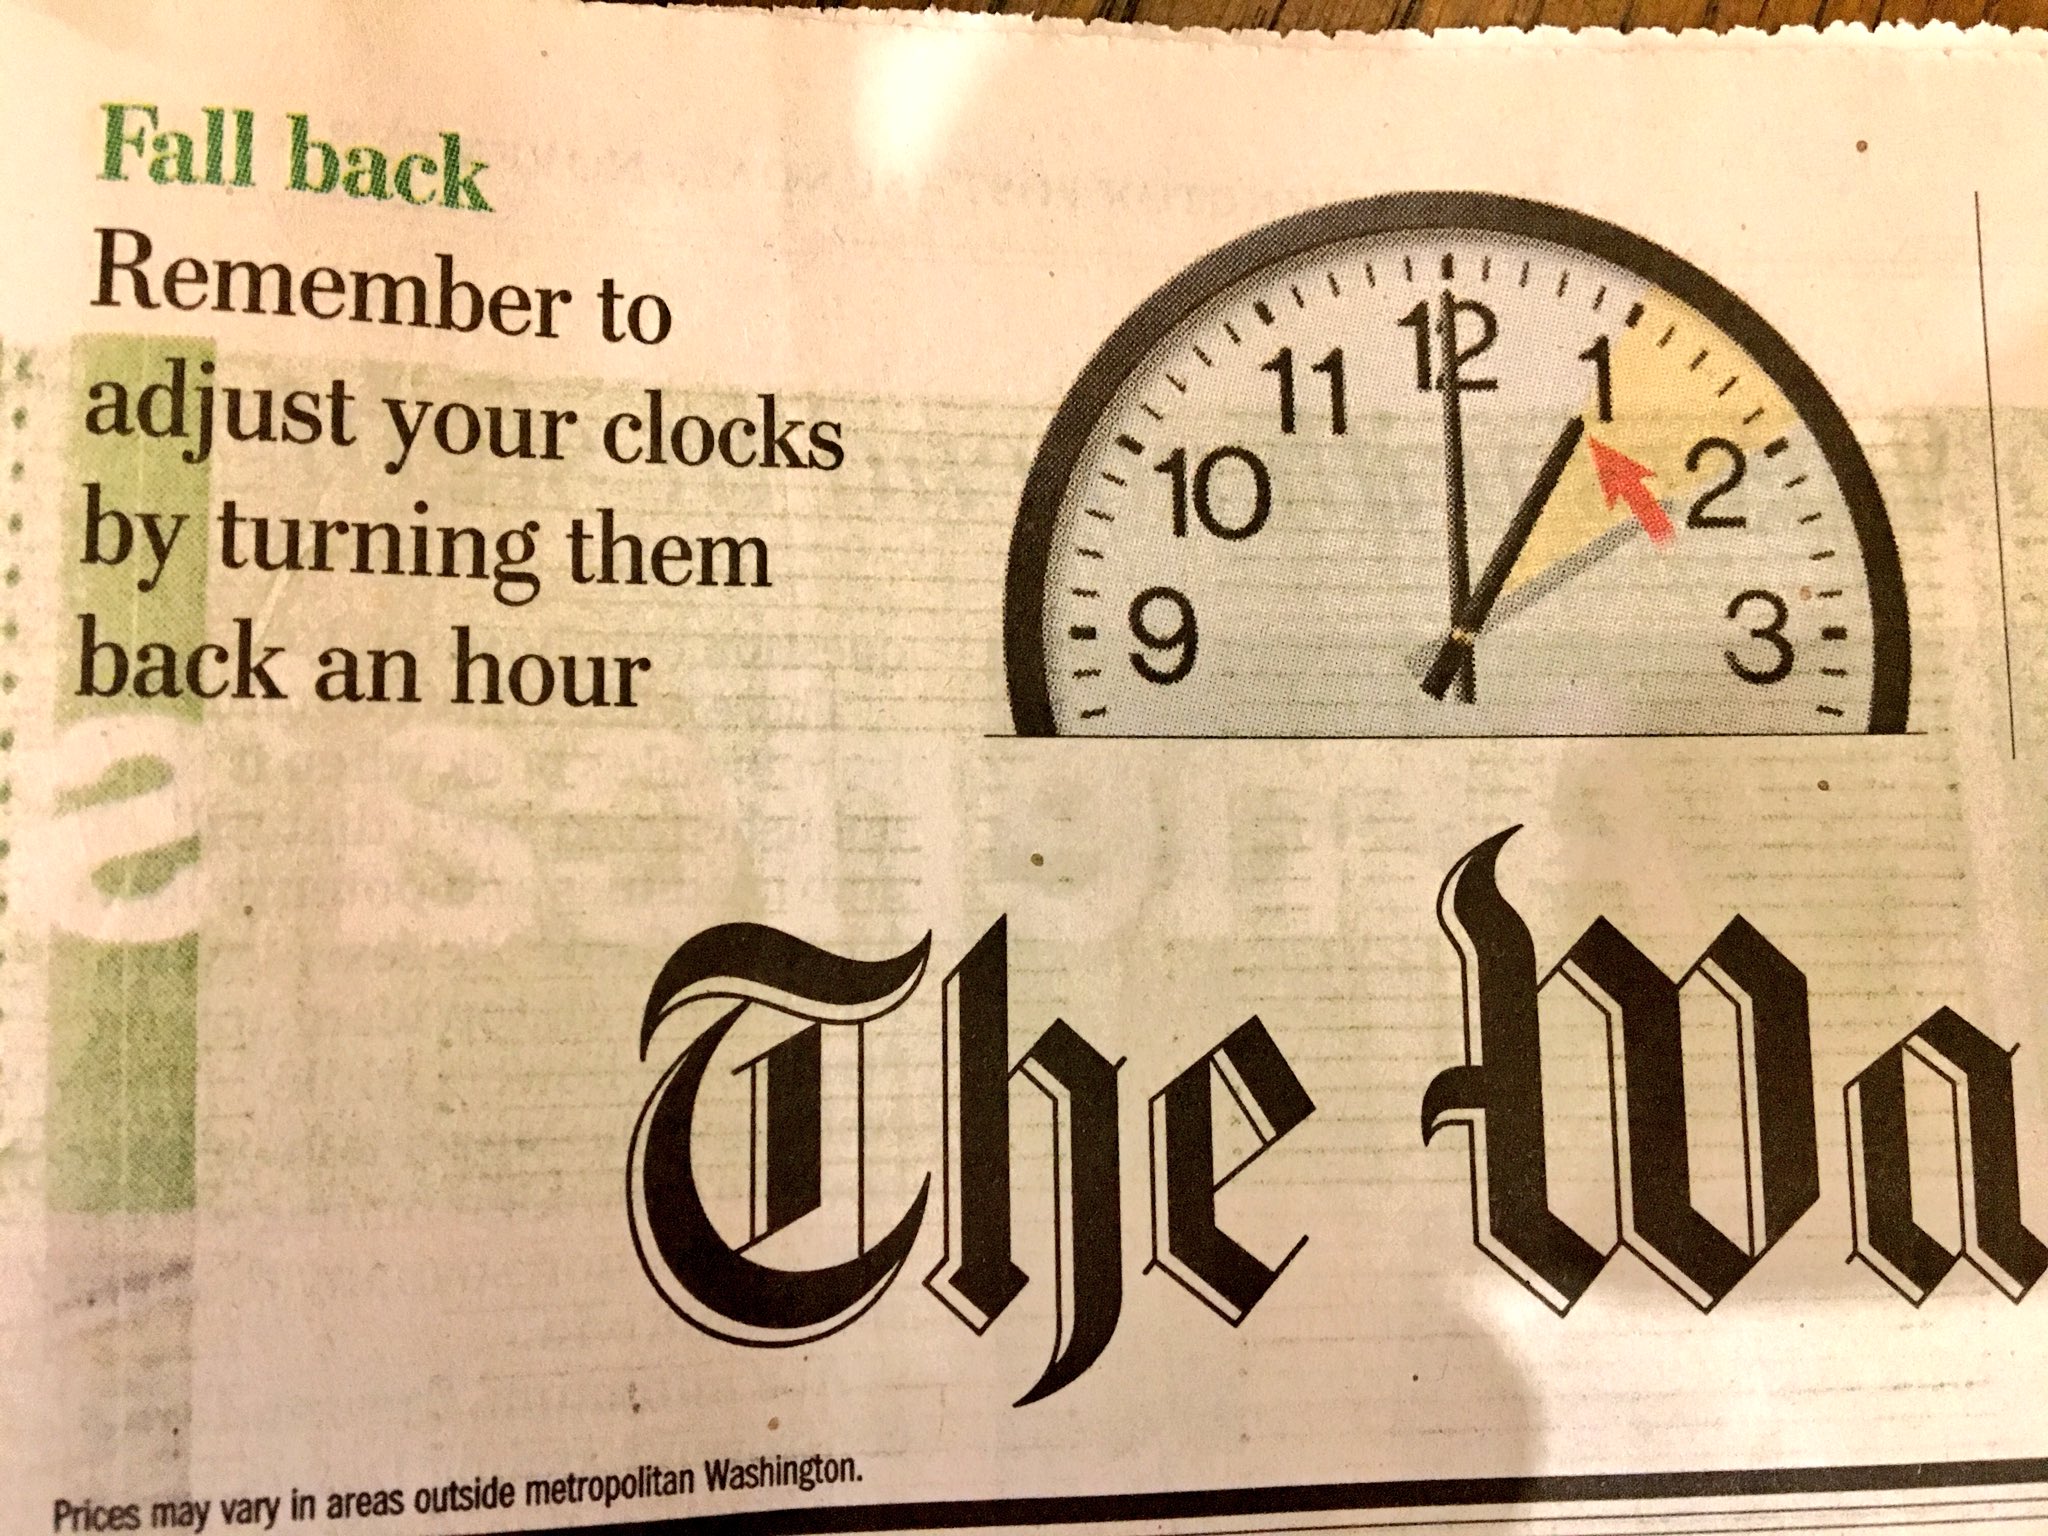 Fall back
Remember to
adjust your clocks
by turning them
back an hour
9
10
11
12
1
2
3
The Wa
Prices may vary in areas outside metropolitan Washington.